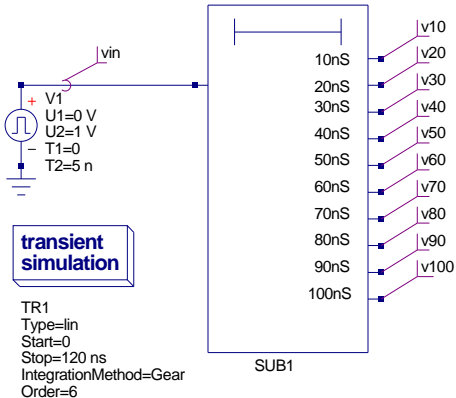 vin
+ V1
U1=0 V
U2=1 V
− T1=0
T2=5 n
10nS
20nS
30nS
40nS
50nS
60nS
70nS
80nS
90nS
100nS
v10
v20
v30
v40
v50
v60
v70
v80
v90
v100
SUB1
transient
simulation
TR1
Type=lin
Start=0
Stop=120 ns
IntegrationMethod=Gear
Order=6